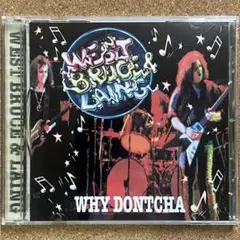 WEST, BRUCE & LAING
WEST
BRUCE &
LAING
WHY DONTCHA